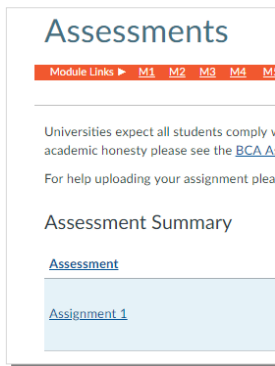 Assessments
Module Links ▶ M1 M2 M3 M4
Universities expect all students comply
academic honesty please see the BCA
For help uploading your assignment
Assessment Summary
Assessment
Assignment 1